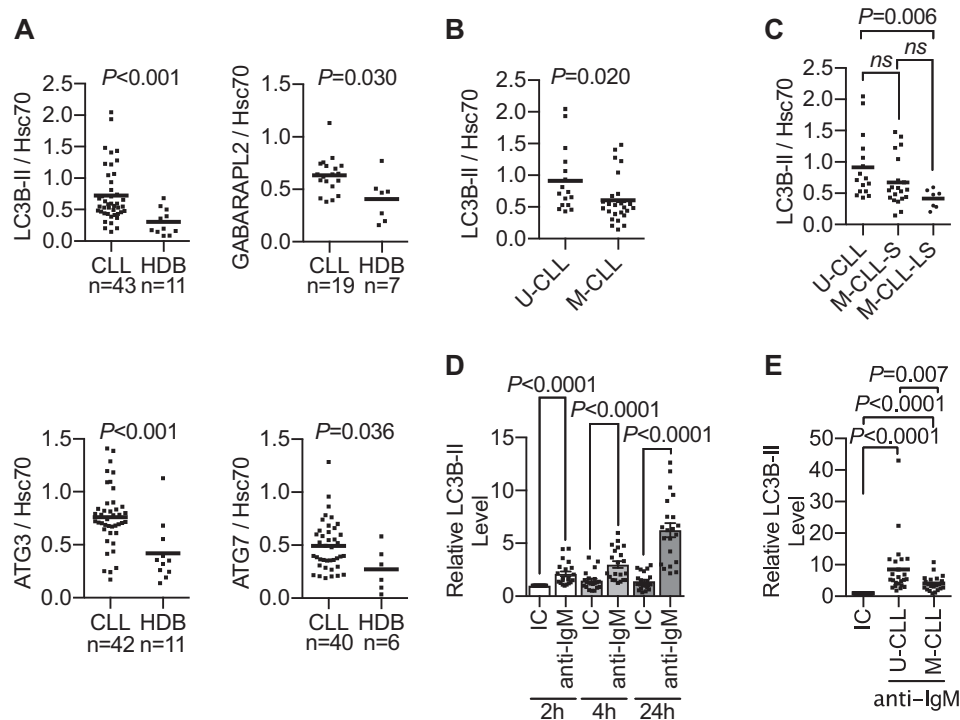 A
P<0.001
LC3B-II / Hsc70
2.5
2.0
1.5
1.0
0.5
0.0
CLL HDB
n=43 n=11
P=0.030
GABARAPL2 / Hsc70
1.5
1.0
0.5
0.0
CLL HDB
n=19 n=7
B
P=0.020
LC3B-II / Hsc70
2.5
2.0
1.5
1.0
0.5
0.0
U-CLL
M-CLL
C
P=0.006
ns
ns
LC3B-II / Hsc70
2.5
2.0
1.5
1.0
0.5
0.0
U-CLL
M-CLL-S
M-CLL-LS
P<0.001
ATG3 / Hsc70
1.5
1.0
0.5
0.0
CLL HDB
n=42 n=11
P=0.036
ATG7 / Hsc70
1.5
1.0
0.5
0.0
CLL HDB
n=40 n=6
D
P<0.0001
P<0.0001
P<0.0001
Relative LC3B-II
Level
15
10
5
2
1
0
IC
anti-IgM
IC
anti-IgM
IC
anti-IgM
2h
4h
24h
E
P=0.007
P<0.0001
P<0.0001
Relative LC3B-II
Level
50
40
30
20
10
0
IC
U-CLL
M-CLL
anti-IgM